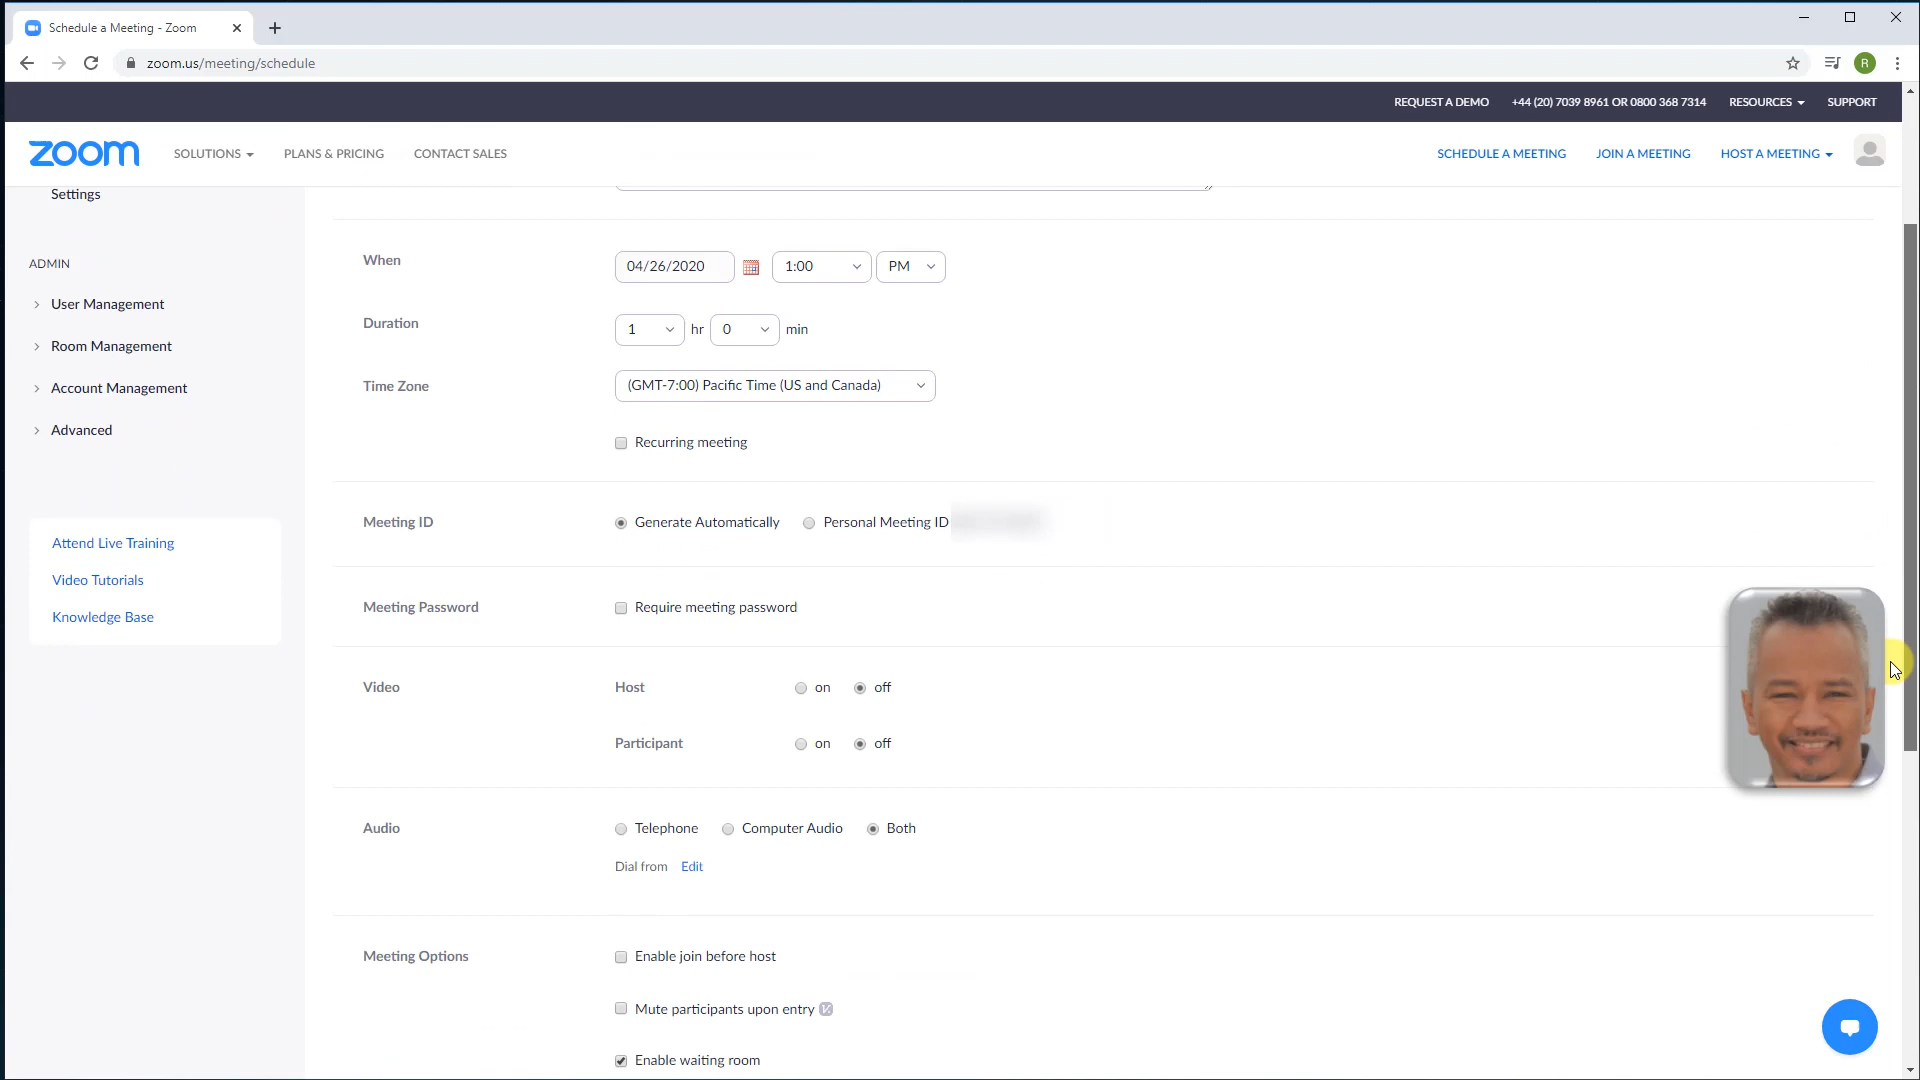 Schedule a Meeting - Zoom
zoom.us/meeting/schedule
R
REQUEST A DEMO +44 (20) 7039 8961 OR 0800 368 7314 RESOURCES SUPPORT
zoom SOLUTIONS PLANS & PRICING CONTACT SALES SCHEDULE A MEETING JOIN A MEETING HOST A MEETING
Settings
ADMIN
User Management
Room Management
Account Management
Advanced
Attend Live Training
Video Tutorials
Knowledge Base
When 04/26/2020 1:00 PM
Duration 1 hr 0 min
Time Zone (GMT-7:00) Pacific Time (US and Canada)
Recurring meeting
Meeting ID Generate Automatically Personal Meeting ID
Meeting Password Require meeting password
Video Host on off
Participant on off
Audio Telephone Computer Audio Both
Dial from Edit
Meeting Options Enable join before host
Mute participants upon entry
Enable waiting room